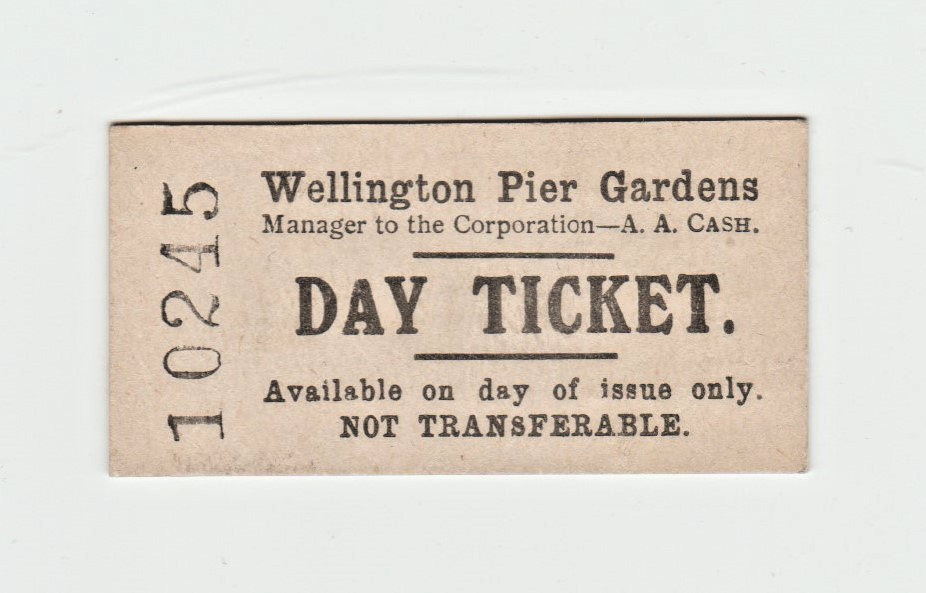 10245
Wellington Pier Gardens
Manager to the Corporation—A. A. CASH.
DAY TICKET.
Available on day of issue only.
NOT TRANSFERABLE.